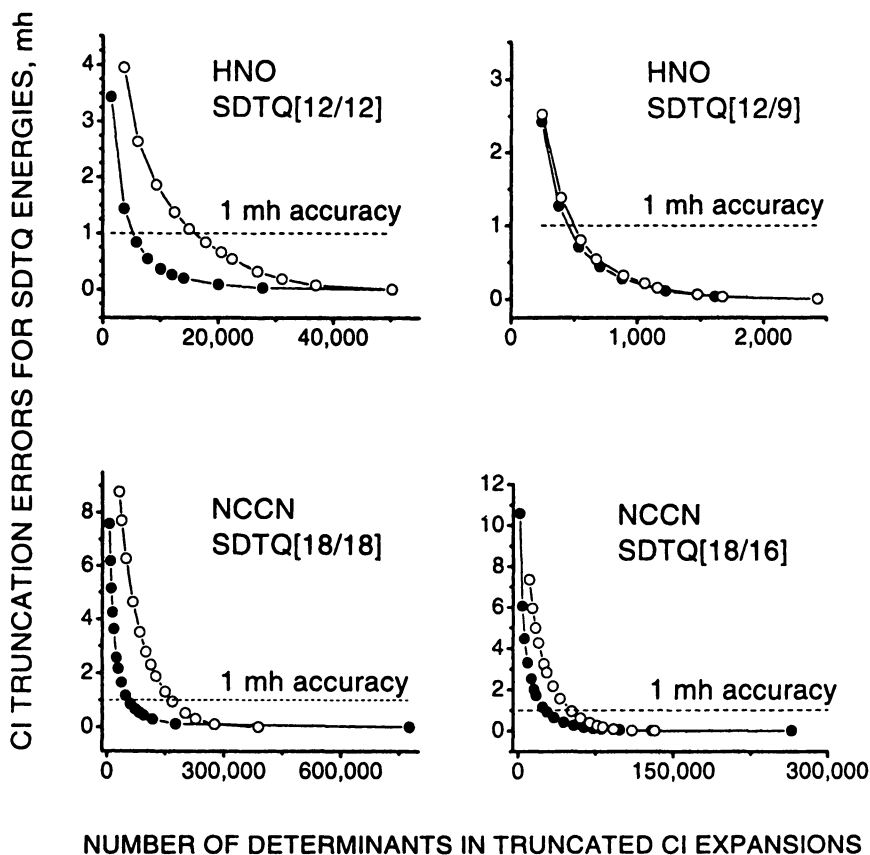 CI TRUNCATION ERRORS FOR SDTQ ENERGIES, mh
HNO
SDTQ[12/12]
1 mh accuracy
4
3
2
1
0
0 20,000 40,000
HNO
SDTQ[12/9]
1 mh accuracy
3
2
1
0
0 1,000 2,000
NCCN
SDTQ[18/18]
1 mh accuracy
8
6
4
2
0
0 300,000 600,000
NCCN
SDTQ[18/16]
1 mh accuracy
12
10
8
6
4
2
0
0 150,000 300,000
NUMBER OF DETERMINANTS IN TRUNCATED CI EXPANSIONS